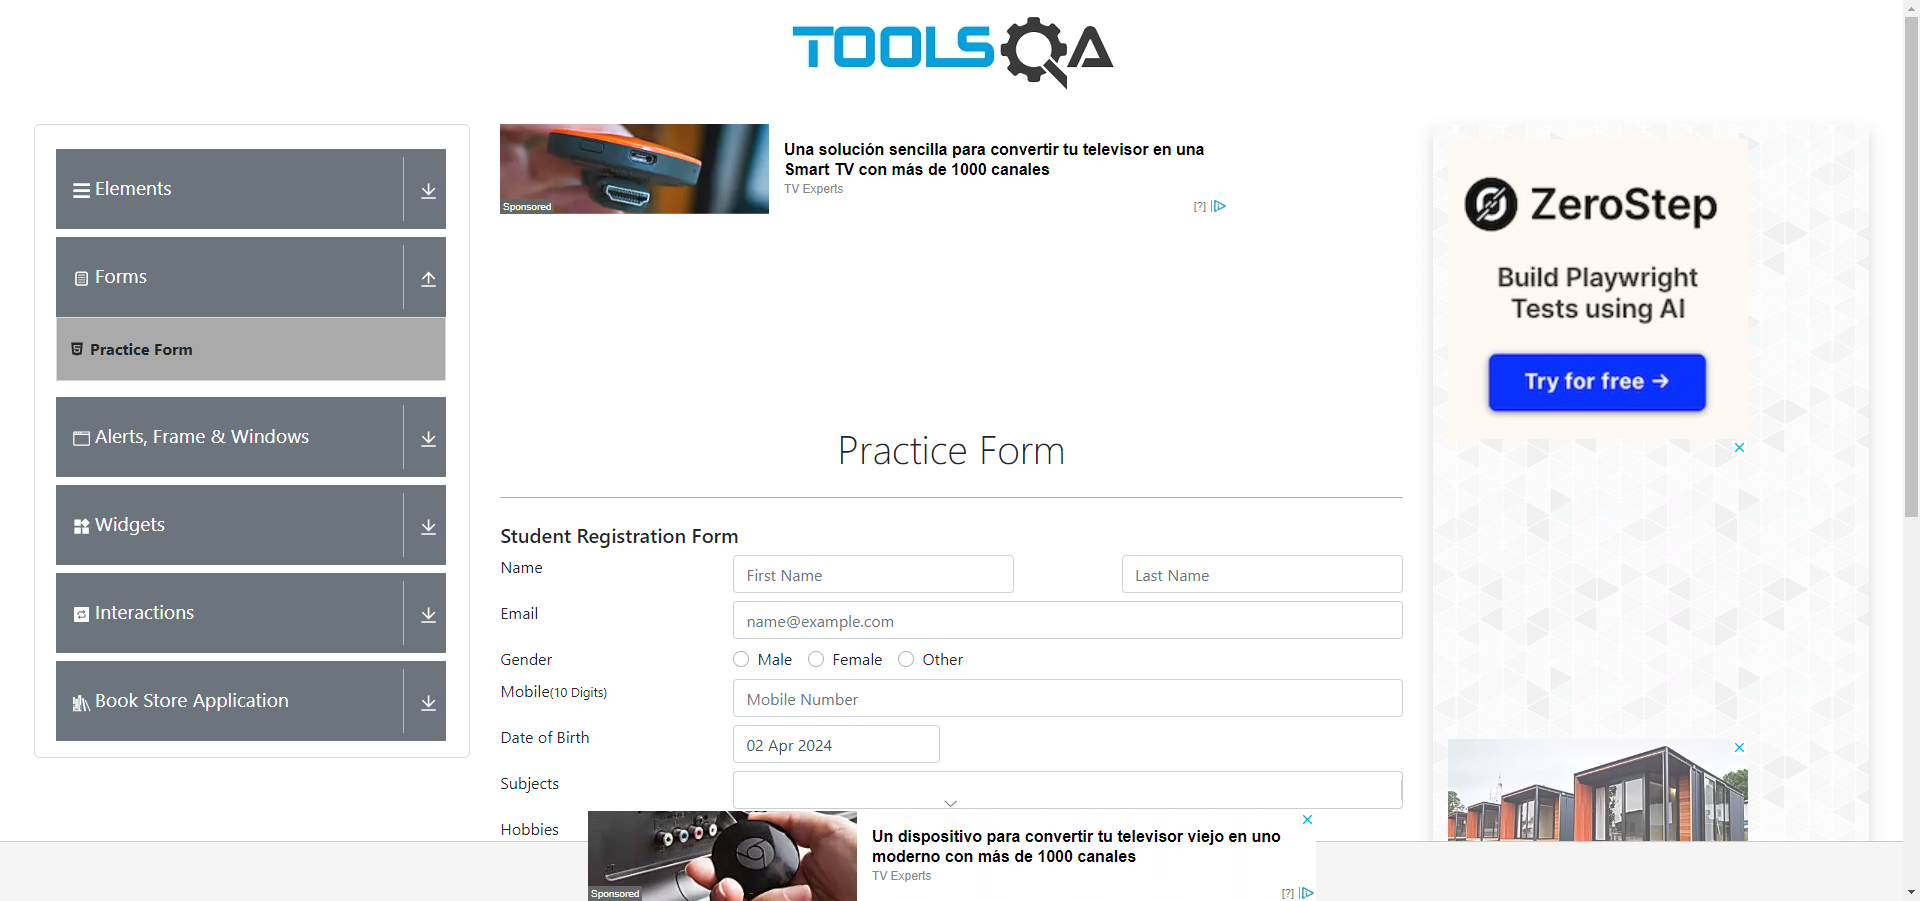 TOOLSQA
Elements
Forms
Practice Form
Alerts, Frame & Windows
Widgets
Interactions
Book Store Application
Sponsored
Una solución sencilla para convertir tu televisor en una
Smart TV con más de 1000 canales
TV Experts
[?]
Practice Form
Student Registration Form
Name
First Name
Last Name
Email
name@example.com
Gender
Male
Female
Other
Mobile(10 Digits)
Mobile Number
Date of Birth
02 Apr 2024
Subjects
Hobbies
Sponsored
Un dispositivo para convertir tu televisor viejo en uno
moderno con más de 1000 canales
TV Experts
[?]
ZeroStep
Build Playwright
Tests using AI
Try for free →